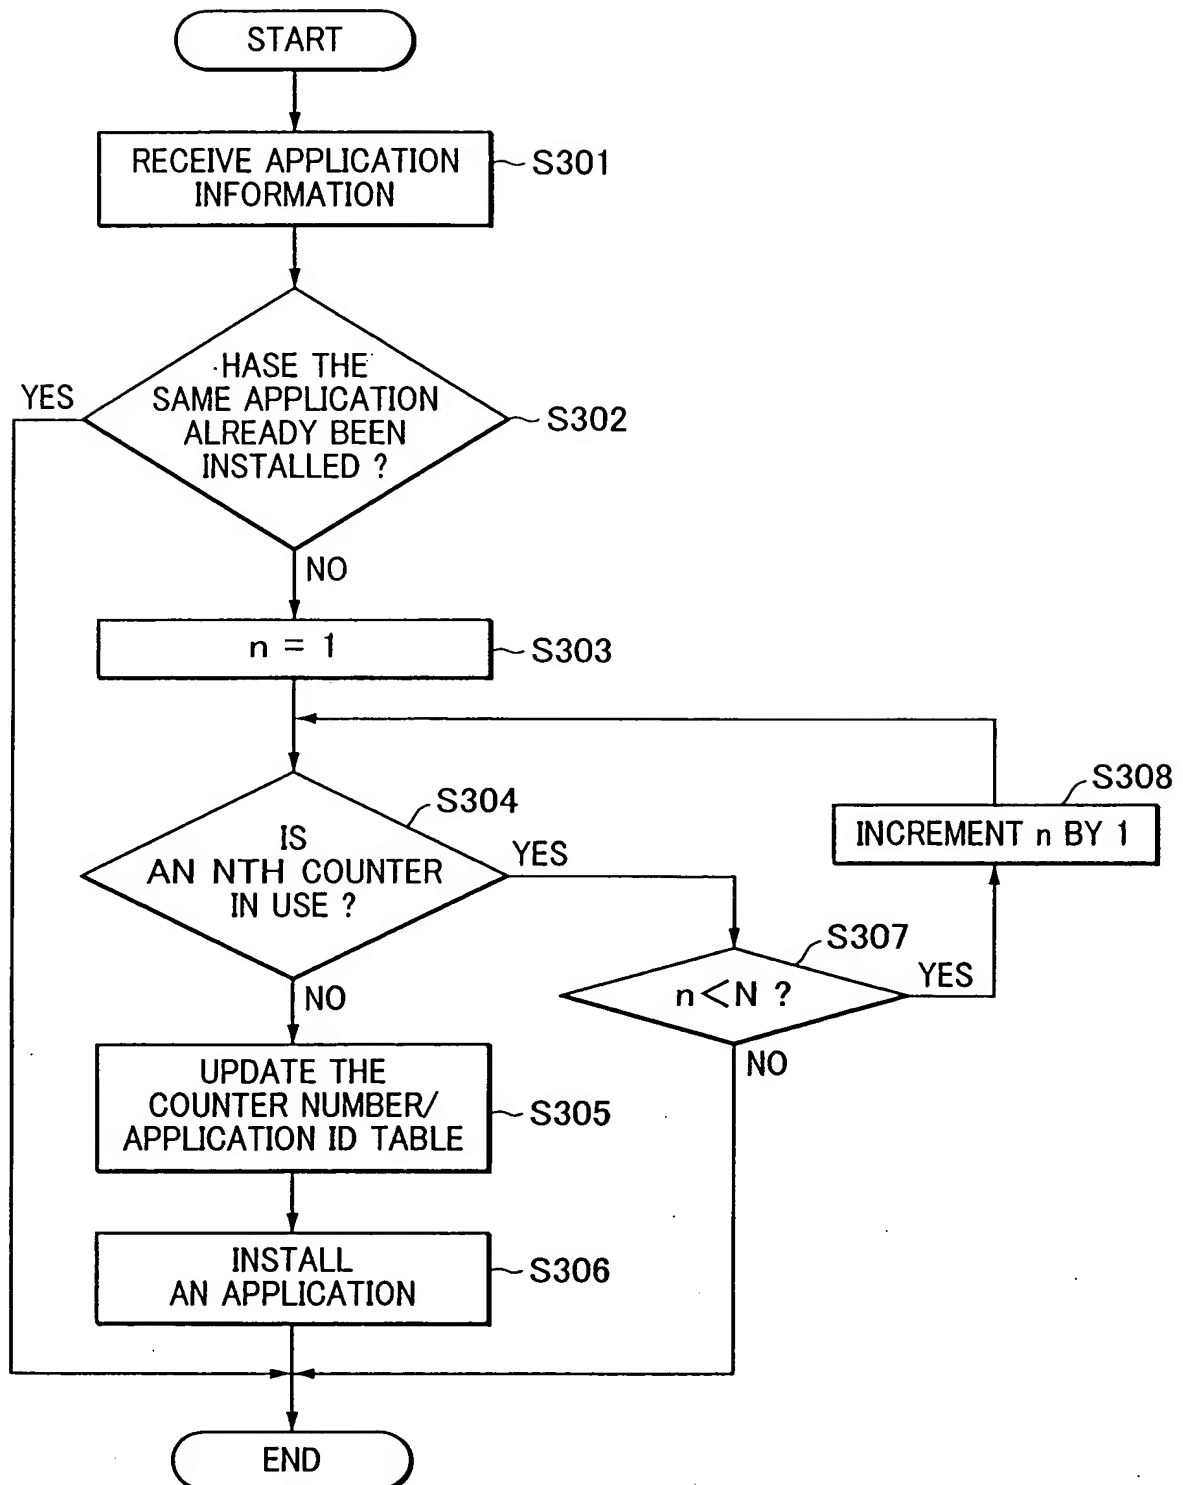 START
RECEIVE APPLICATION
INFORMATION
S301
HASE THE
SAME APPLICATION
ALREADY BEEN
INSTALLED ?
YES
S302
NO
n = 1
S303
S304
IS
AN NTH COUNTER
IN USE ?
YES
S308
INCREMENT n BY 1
S307
n<N ?
YES
NO
NO
UPDATE THE
COUNTER NUMBER/
APPLICATION ID TABLE
S305
INSTALL
AN APPLICATION
S306
END